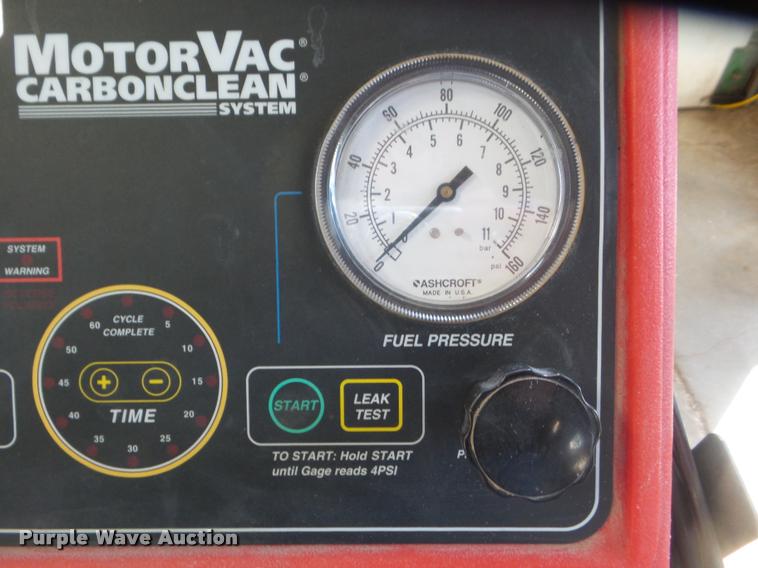 MOTORVAC®
CARBONCLEAN®
SYSTEM
SYSTEM
WARNING
CYCLE
COMPLETE
60
5
10
15
20
25
30
35
40
45
50
+
−
TIME
0
20
40
60
80
100
120
140
160
psi
0
1
2
3
4
5
6
7
8
9
10
11
bar
ASHCROFT®
MADE IN U.S.A.
FUEL PRESSURE
START
LEAK
TEST
TO START: Hold START
until Gage reads 4PSI
Purple Wave Auction